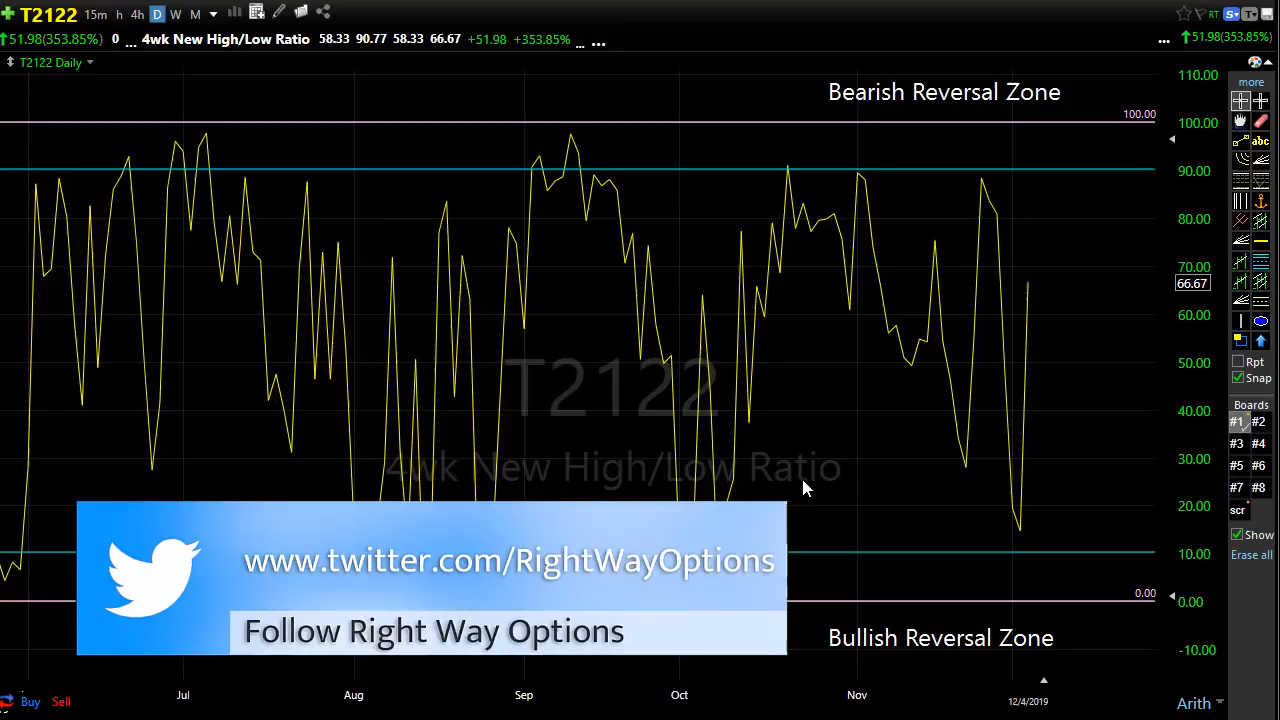 T2122 15m h 4h D W M RT S T
51.98(353.85%) 0 ... 4wk New High/Low Ratio 58.33 90.77 58.33 66.67 +51.98 +353.85% ... ... ... 51.98(353.85%)
T2122 Daily
Bearish Reversal Zone
more
110.00
100.00
100.00
abc
90.00
80.00
70.00
66.67
60.00
50.00
Rpt
Snap
T2122
Boards
40.00
#1 #2
#3 #4
4wk New High/Low Ratio
30.00
#5 #6
#7 #8
20.00
scr
Show
10.00
Erase all
www.twitter.com/RightWayOptions
0.00
0.00
Follow Right Way Options
Bullish Reversal Zone
-10.00
Jul Aug Sep Oct Nov
Buy Sell
12/4/2019
Arith